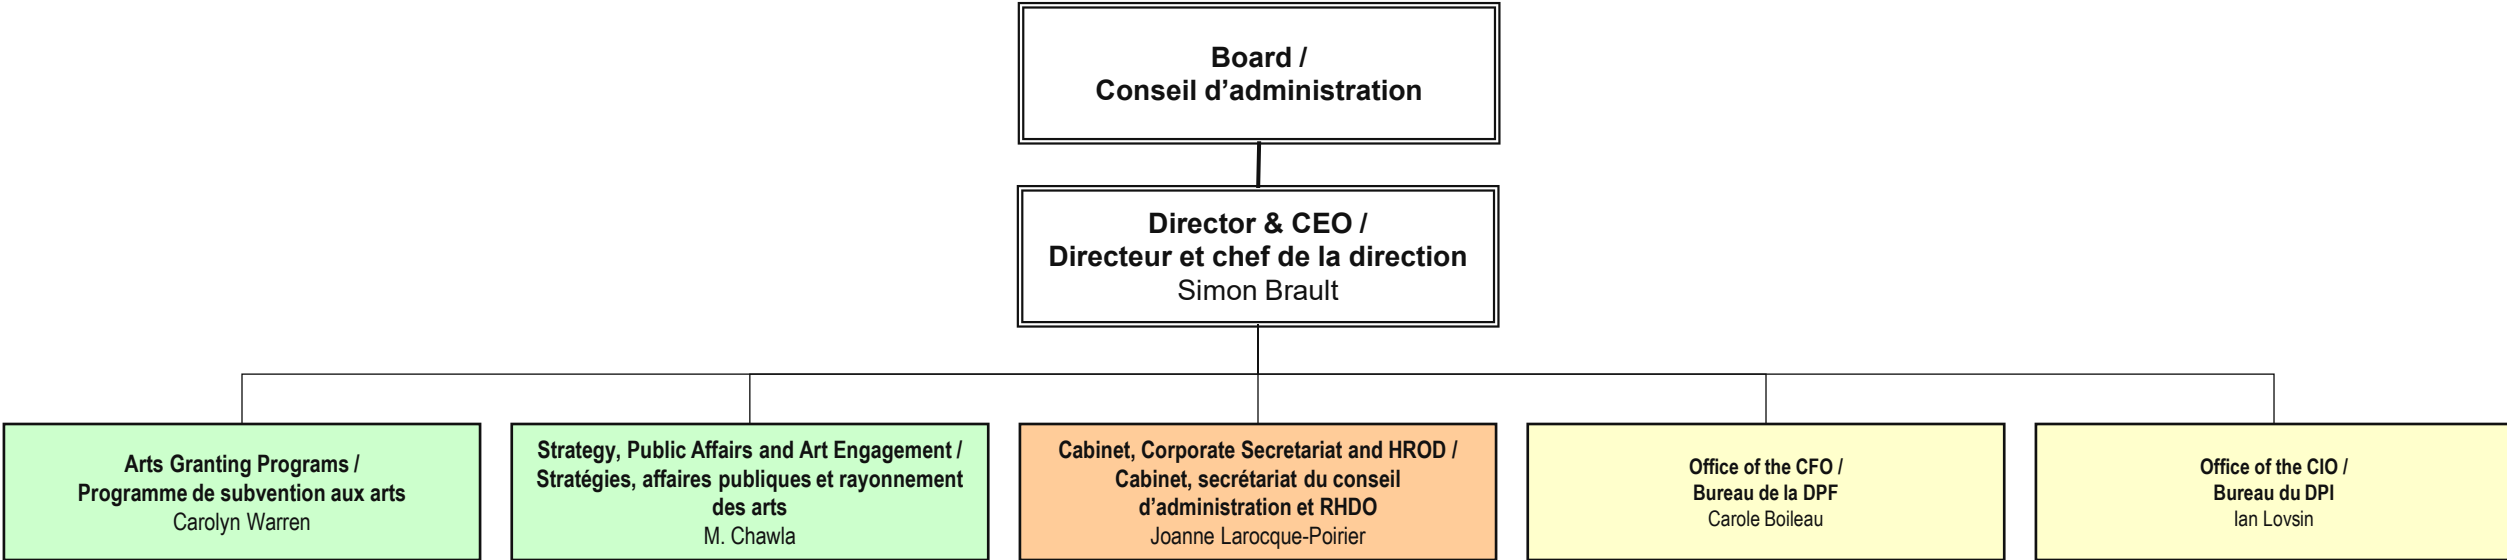 Board /
Conseil d’administration
Director & CEO /
Directeur et chef de la direction
Simon Brault
Arts Granting Programs /
Programme de subvention aux arts
Carolyn Warren
Strategy, Public Affairs and Art Engagement /
Stratégies, affaires publiques et rayonnement
des arts
M. Chawla
Cabinet, Corporate Secretariat and HROD /
Cabinet, secrétariat du conseil
d’administration et RHDO
Joanne Larocque-Poirier
Office of the CFO /
Bureau de la DPF
Carole Boileau
Office of the CIO /
Bureau du DPI
Ian Lovsin